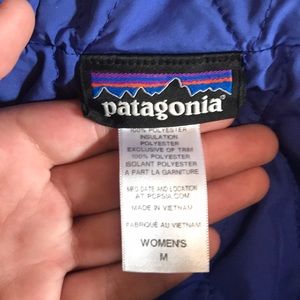 patagonia
100% POLYESTER
INSULATION
POLYESTER
EXCLUSIVE OF TRIM
100% POLYESTER
ISOLANT POLYESTER
A PART LA GARNITURE
MFG DATE AND LOCATION
AT POPSIA.COM
MADE IN VIETNAM
FABRIQUÉ AU VIETNAM
WOMEN'S
M